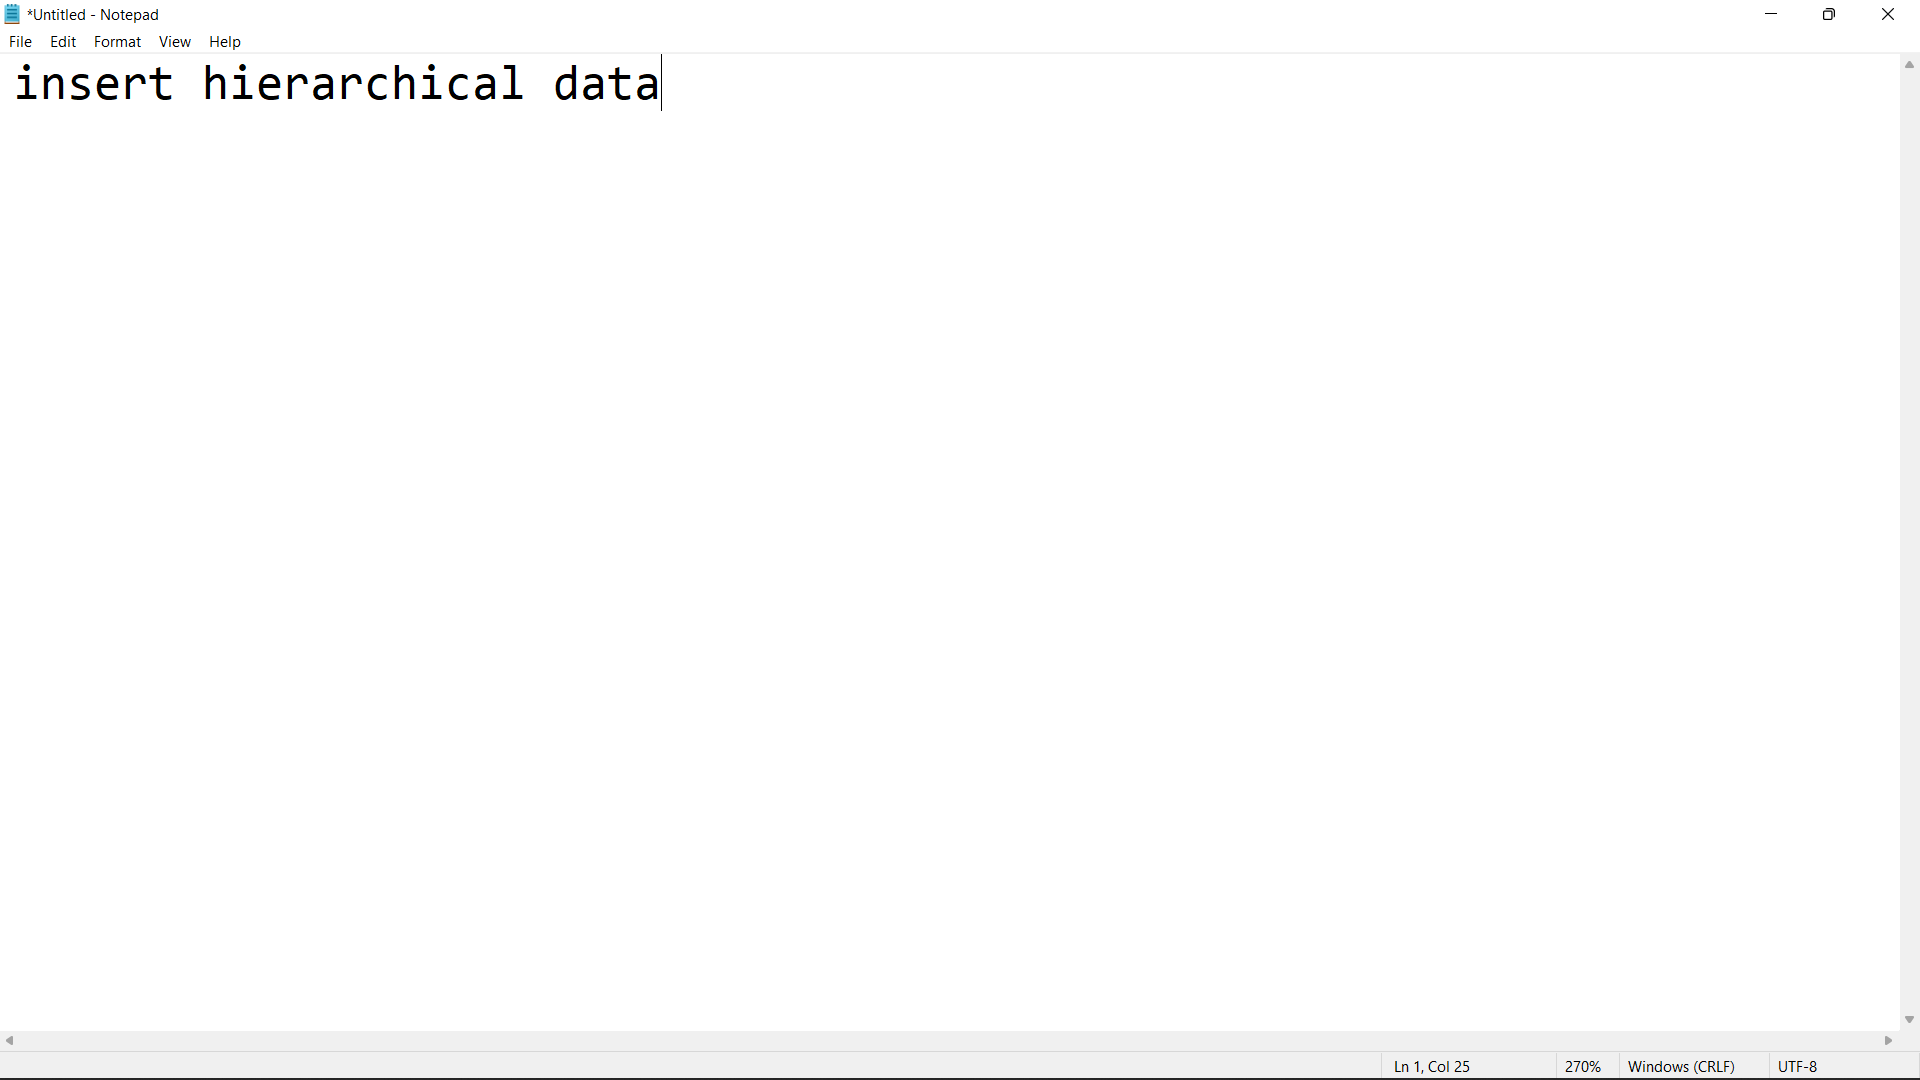 *Untitled - Notepad
File Edit Format View Help
insert hierarchical data
Ln 1, Col 25 270% Windows (CRLF) UTF-8